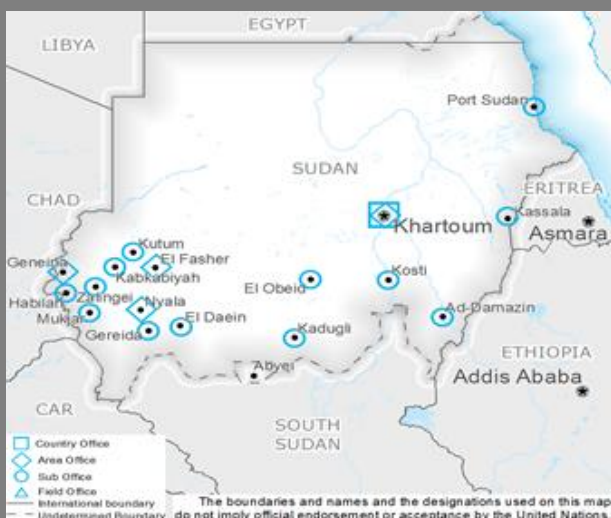 EGYPT
LIBYA
Port Sudan
SUDAN
CHAD
ERITREA
Khartoum
Kassala
Asmara
Kutum
Geneina
El Fasher
Kabkabiyah
Habilah
Zalingei
El Obeid
Kosti
Mukjar
Nyala
Ad-Damazin
Gereida
El Daein
Kadugli
ETHIOPIA
Abyei
Addis Ababa
CAR
SOUTH
SUDAN
Country Office
Area Office
Sub Office
Field Office
International boundary
Undetermined Boundary
The boundaries and names and the designations used on this map
do not imply official endorsement or acceptance by the United Nations.